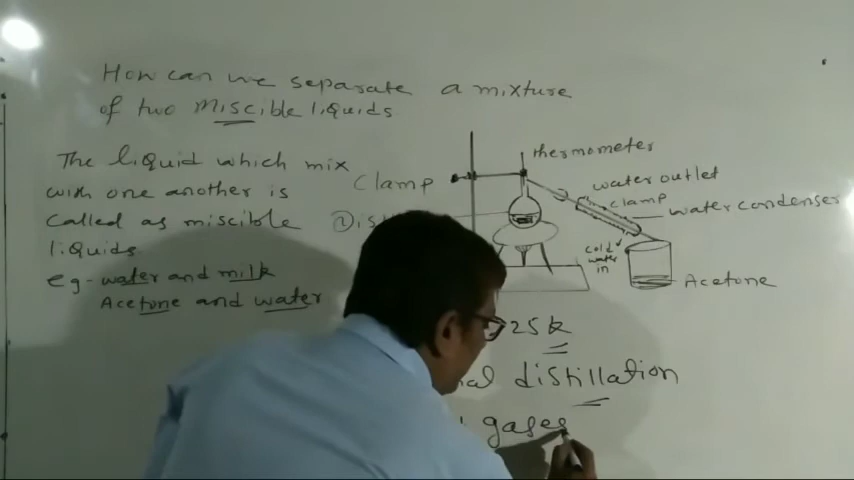 How can we separate a mixture
of two Miscible liquids
The liquid which mix
with one another is
called as miscible
liquids
eg- water and milk
Acetone and water
Clamp
thermometer
water outlet
clamp
water condenser
cold
water
in
Acetone
25 k
distillation
gases